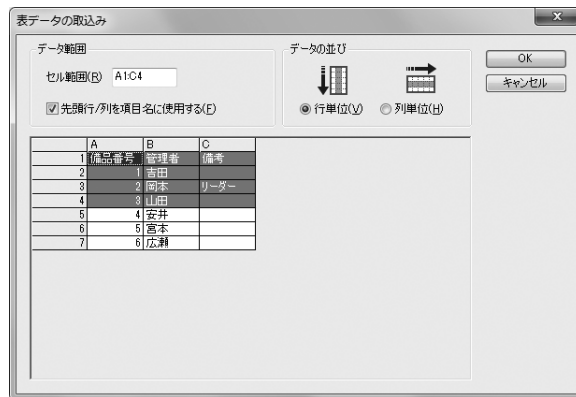 表データの取込み
データ範囲
セル範囲(R) A1:C4
先頭行/列を項目名に使用する(F)
データの並び
行単位(V) 列単位(H)
OK
キャンセル
A B C
1 備品番号 管理者 備考
2 1 吉田
3 2 岡本 リーダー
4 3 山田
5 4 安井
6 5 宮本
7 6 広瀬